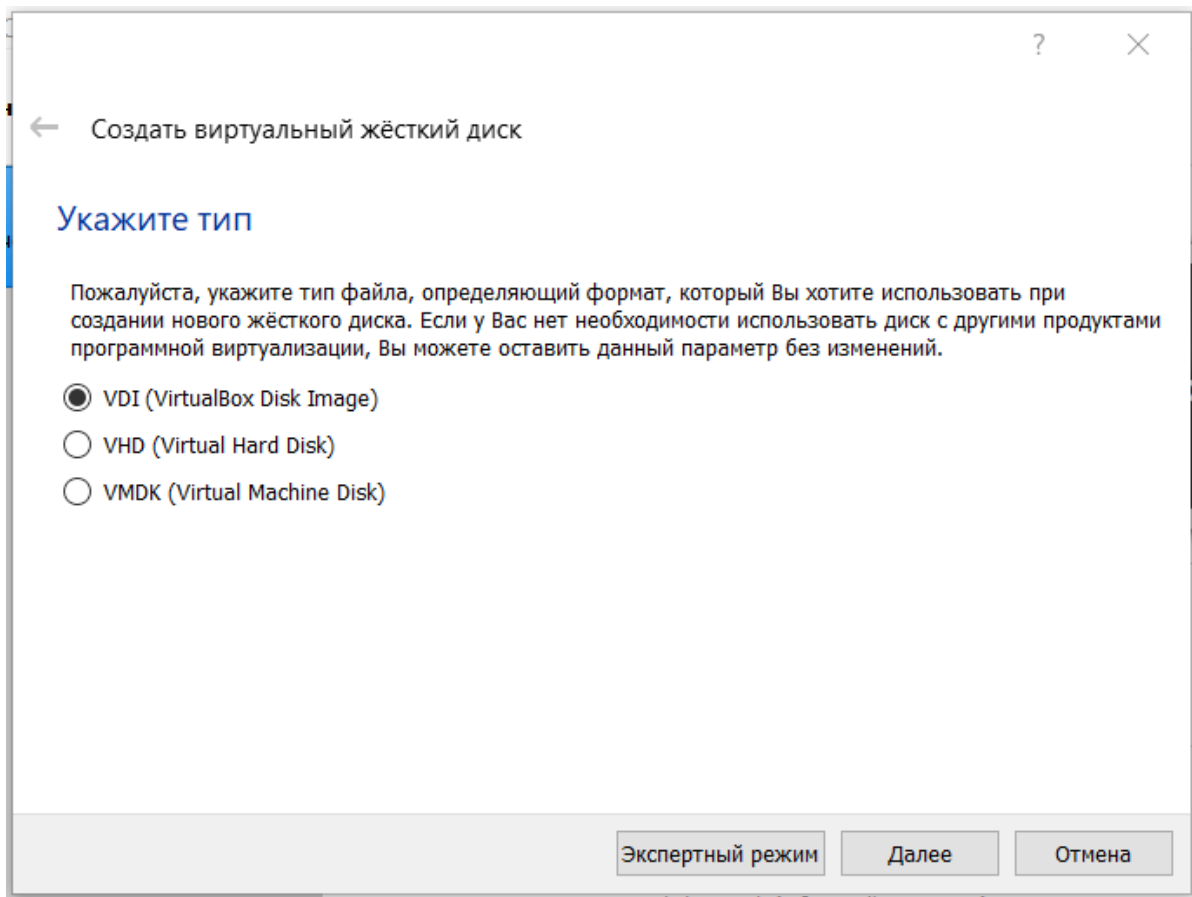 ?
Создать виртуальный жёсткий диск
Укажите тип
Пожалуйста, укажите тип файла, определяющий формат, который Вы хотите использовать при
создании нового жёсткого диска. Если у Вас нет необходимости использовать диск с другими продуктами
программной виртуализации, Вы можете оставить данный параметр без изменений.
VDI (VirtualBox Disk Image)
VHD (Virtual Hard Disk)
VMDK (Virtual Machine Disk)
Экспертный режим Далее Отмена